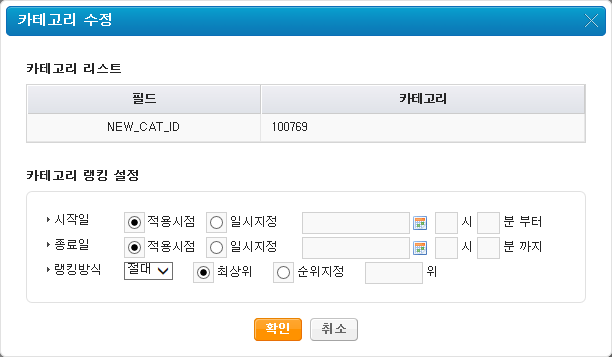 카테고리 수정
카테고리 리스트
필드 카테고리
NEW_CAT_ID 100769
카테고리 랭킹 설정
시작일 적용시점 일시지정 시 분 부터
종료일 적용시점 일시지정 시 분 까지
랭킹방식 절대 최상위 순위지정 위
확인 취소